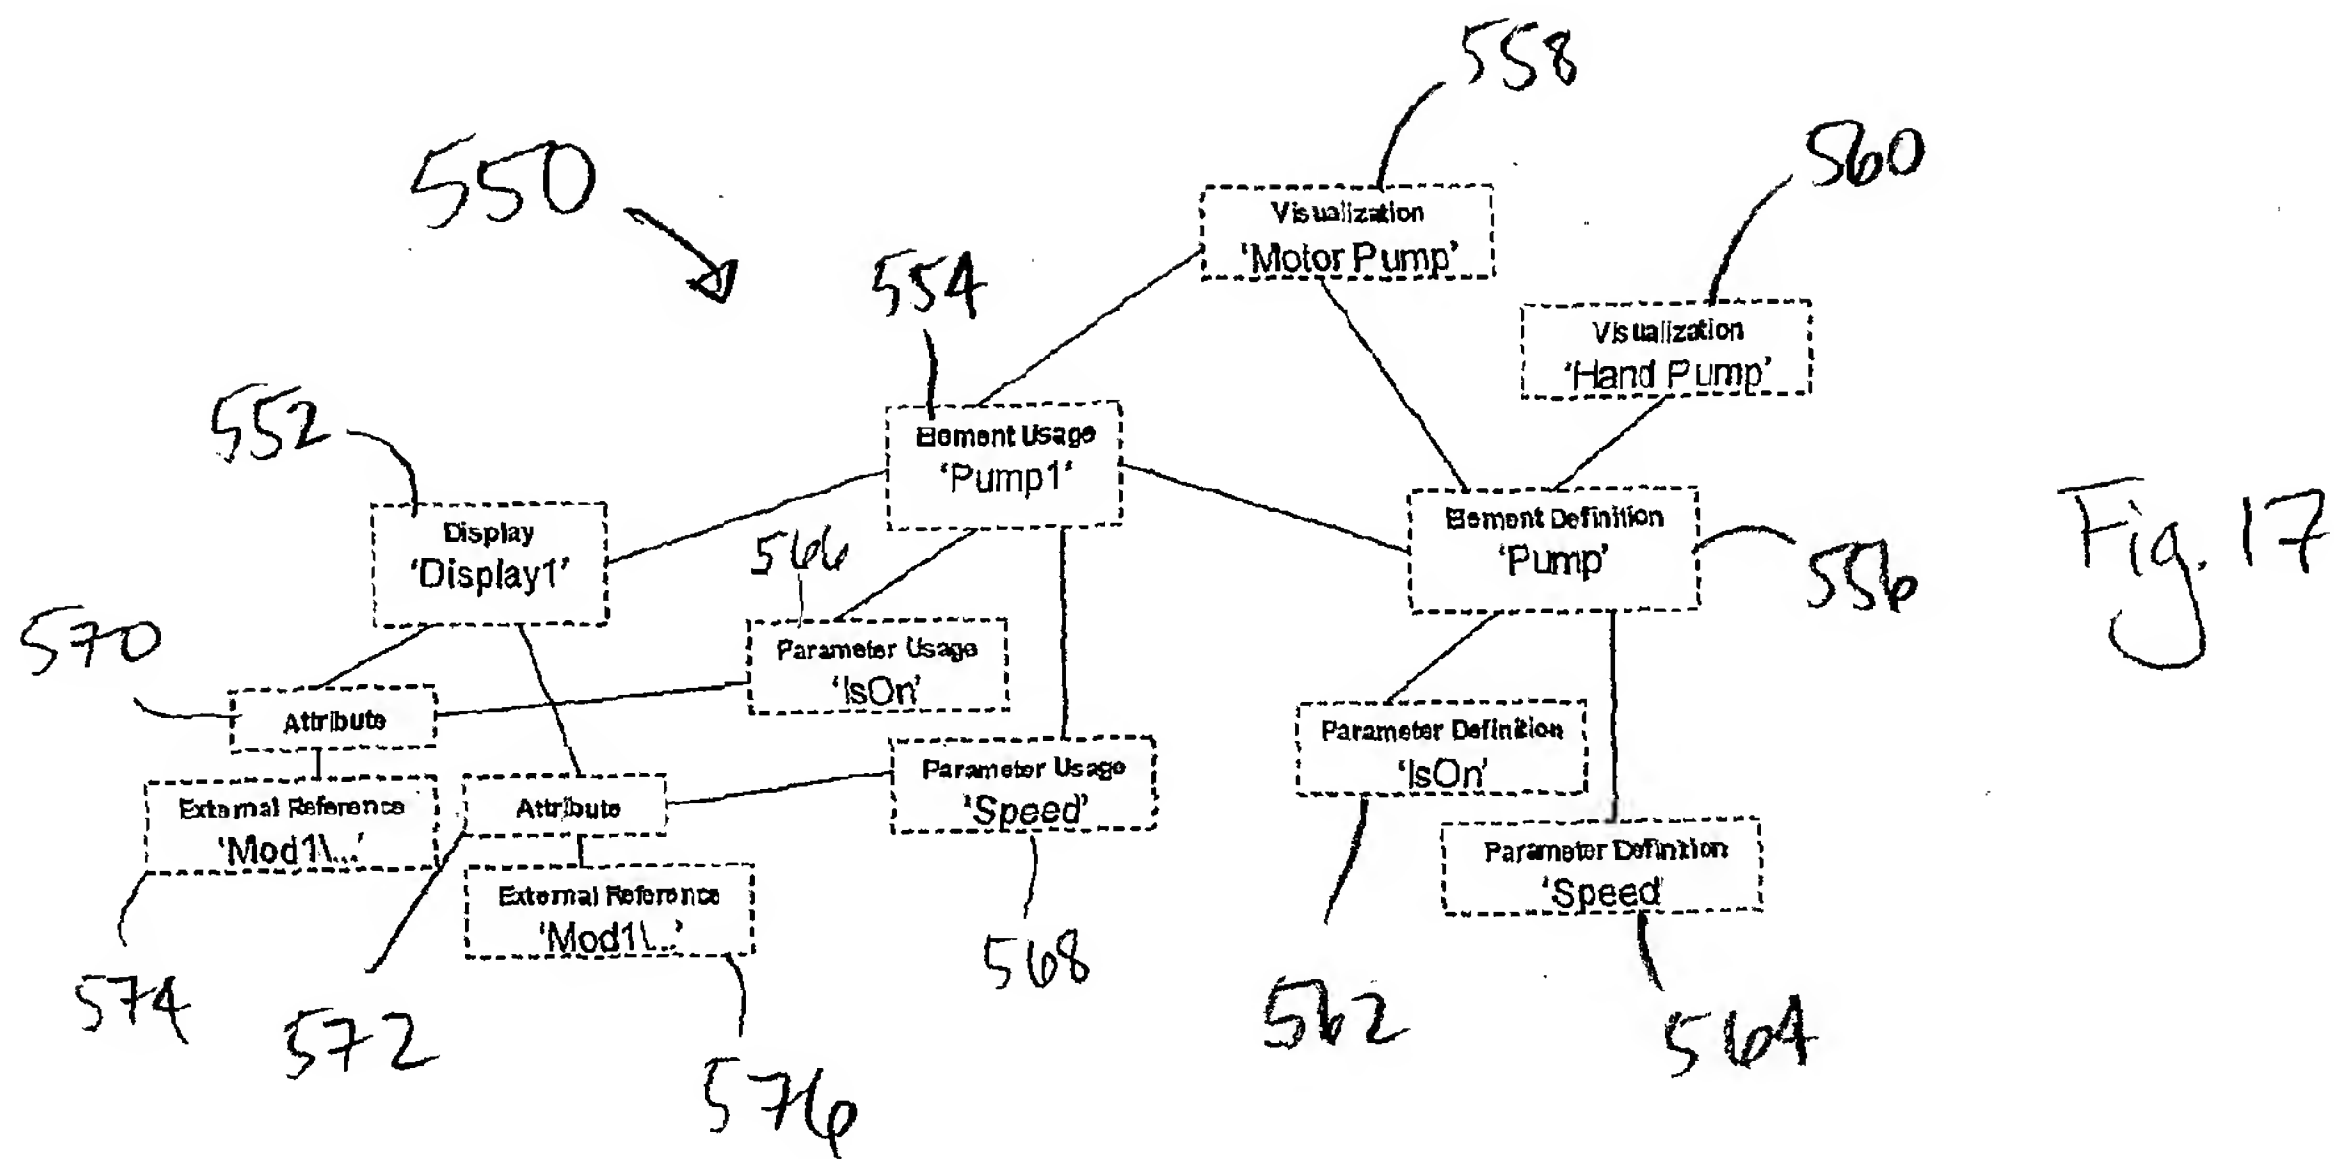 558
560
550
Visualization
'Motor Pump'
554
Visualization
'Hand Pump'
552
Element Usage
'Pump1'
Display
'Display1'
566
Element Definition
'Pump'
556
Fig. 17
570
Parameter Usage
'IsOn'
Attribute
Parameter Definition
'IsOn'
External Reference
'Mod1\...'
Attribute
Parameter Usage
'Speed'
External Reference
'Mod1\...'
Parameter Definition
'Speed'
574
572
576
568
562
564